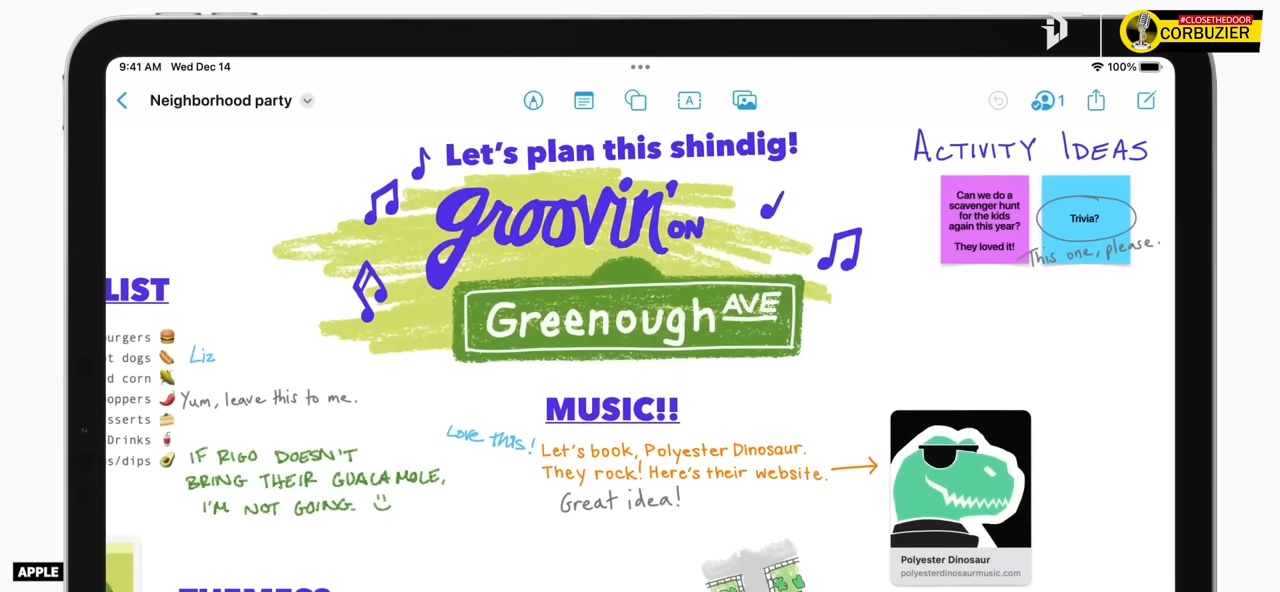 #CLOSETHEDOOR
CORBUZIER
9:41 AM Wed Dec 14
100%
Neighborhood party
A
1
Let's plan this shindig!
groovin' ON
Greenough AVE
ACTIVITY IDEAS
Can we do a
scavenger hunt
for the kids
again this year?
They loved it!
Trivia?
This one, please.
LIST
urgers
t dogs
Liz
d corn
oppers
Yum, leave this to me.
sserts
Drinks
s/dips
IF RIGO DOESN'T
BRING THEIR GUACAMOLE,
I'M NOT GOING.
MUSIC!!
Love this!
Let's book, Polyester Dinosaur.
They rock! Here's their website.
Great idea!
Polyester Dinosaur
polyesterdinosaurmusic.com
APPLE